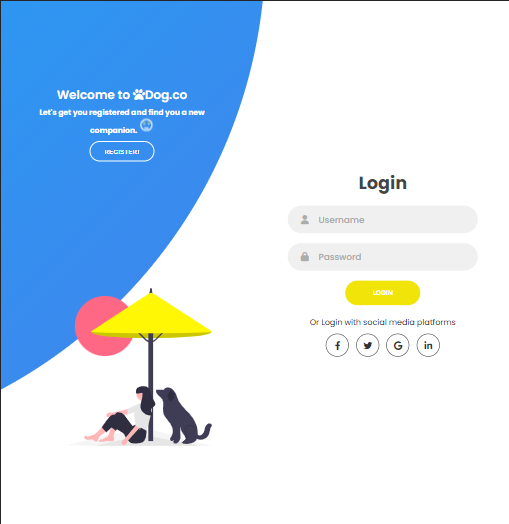 Welcome to Dog.co
Let's get you registered and find you a new
companion.
REGISTER!
Login
Username
Password
LOGIN
Or Login with social media platforms